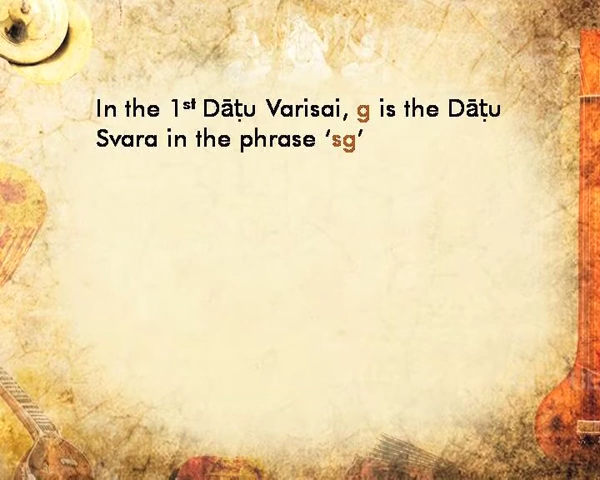 In the 1st Dāṭu Varisai, g is the Dāṭu
Svara in the phrase ‘sg’